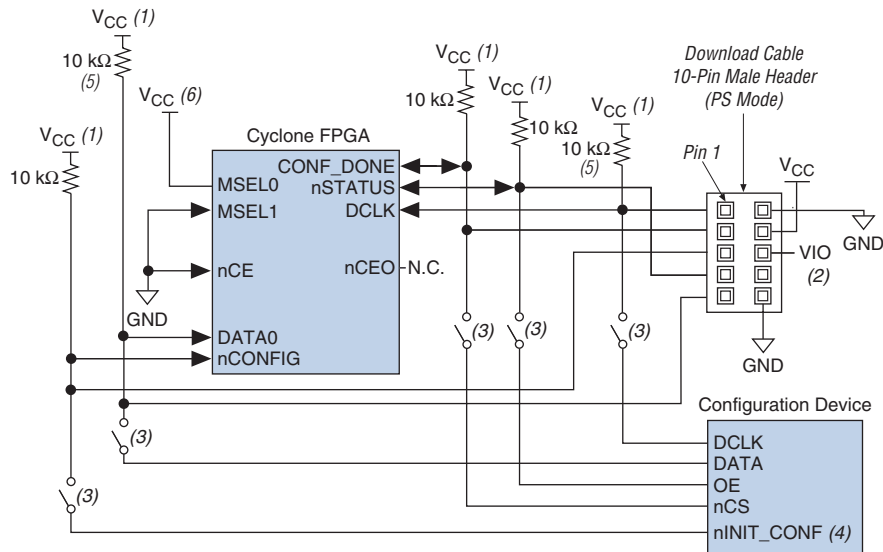 VCC (1)
10 kΩ
(5)
VCC (1)
10 kΩ
VCC (6)
Cyclone FPGA
MSEL0
MSEL1
nCE
DATA0
nCONFIG
CONF_DONE
nSTATUS
DCLK
nCEO
N.C.
GND
VCC (1)
10 kΩ
VCC (1)
10 kΩ
VCC (1)
10 kΩ
(5)
Download Cable
10-Pin Male Header
(PS Mode)
Pin 1
VCC
GND
VIO
(2)
GND
(3)
(3)
(3)
(3)
(3)
Configuration Device
DCLK
DATA
OE
nCS
nINIT_CONF (4)